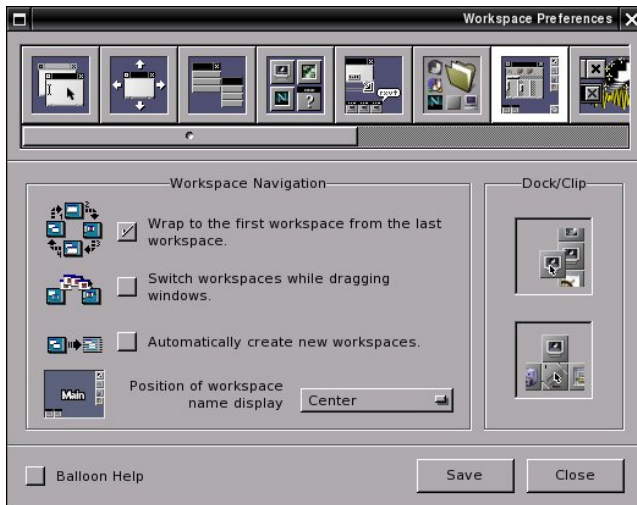 Workspace Preferences
rxvt
Workspace Navigation
Dock/Clip
Wrap to the first workspace from the last
workspace.
Switch workspaces while dragging
windows.
Automatically create new workspaces.
Main
Position of workspace
name display
Center
Balloon Help
Save
Close